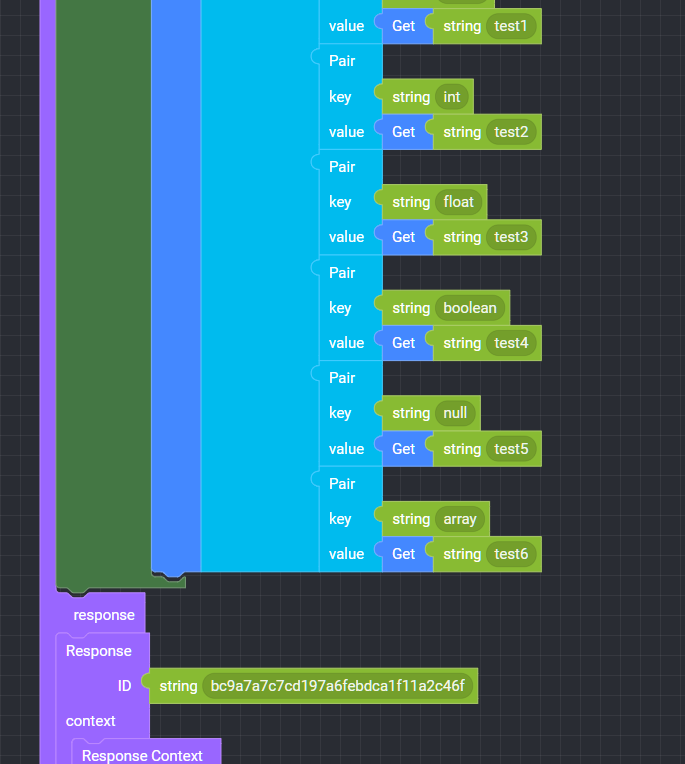 value Get string test1
Pair
key string int
value Get string test2
Pair
key string float
value Get string test3
Pair
key string boolean
value Get string test4
Pair
key string null
value Get string test5
Pair
key string array
value Get string test6
response
Response
ID string bc9a7a7c7cd197a6febdca1f11a2c46f
context
Response Context